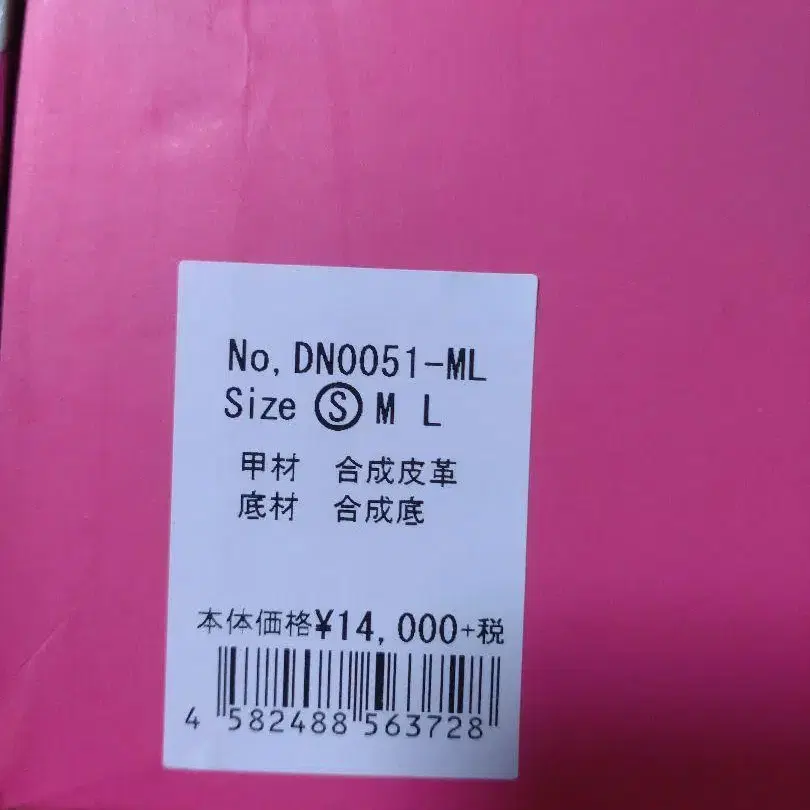 No,DN0051-ML
Size Ⓢ M L
甲材 合成皮革
底材 合成底
本体価格¥14,000+税
4 582488 563728